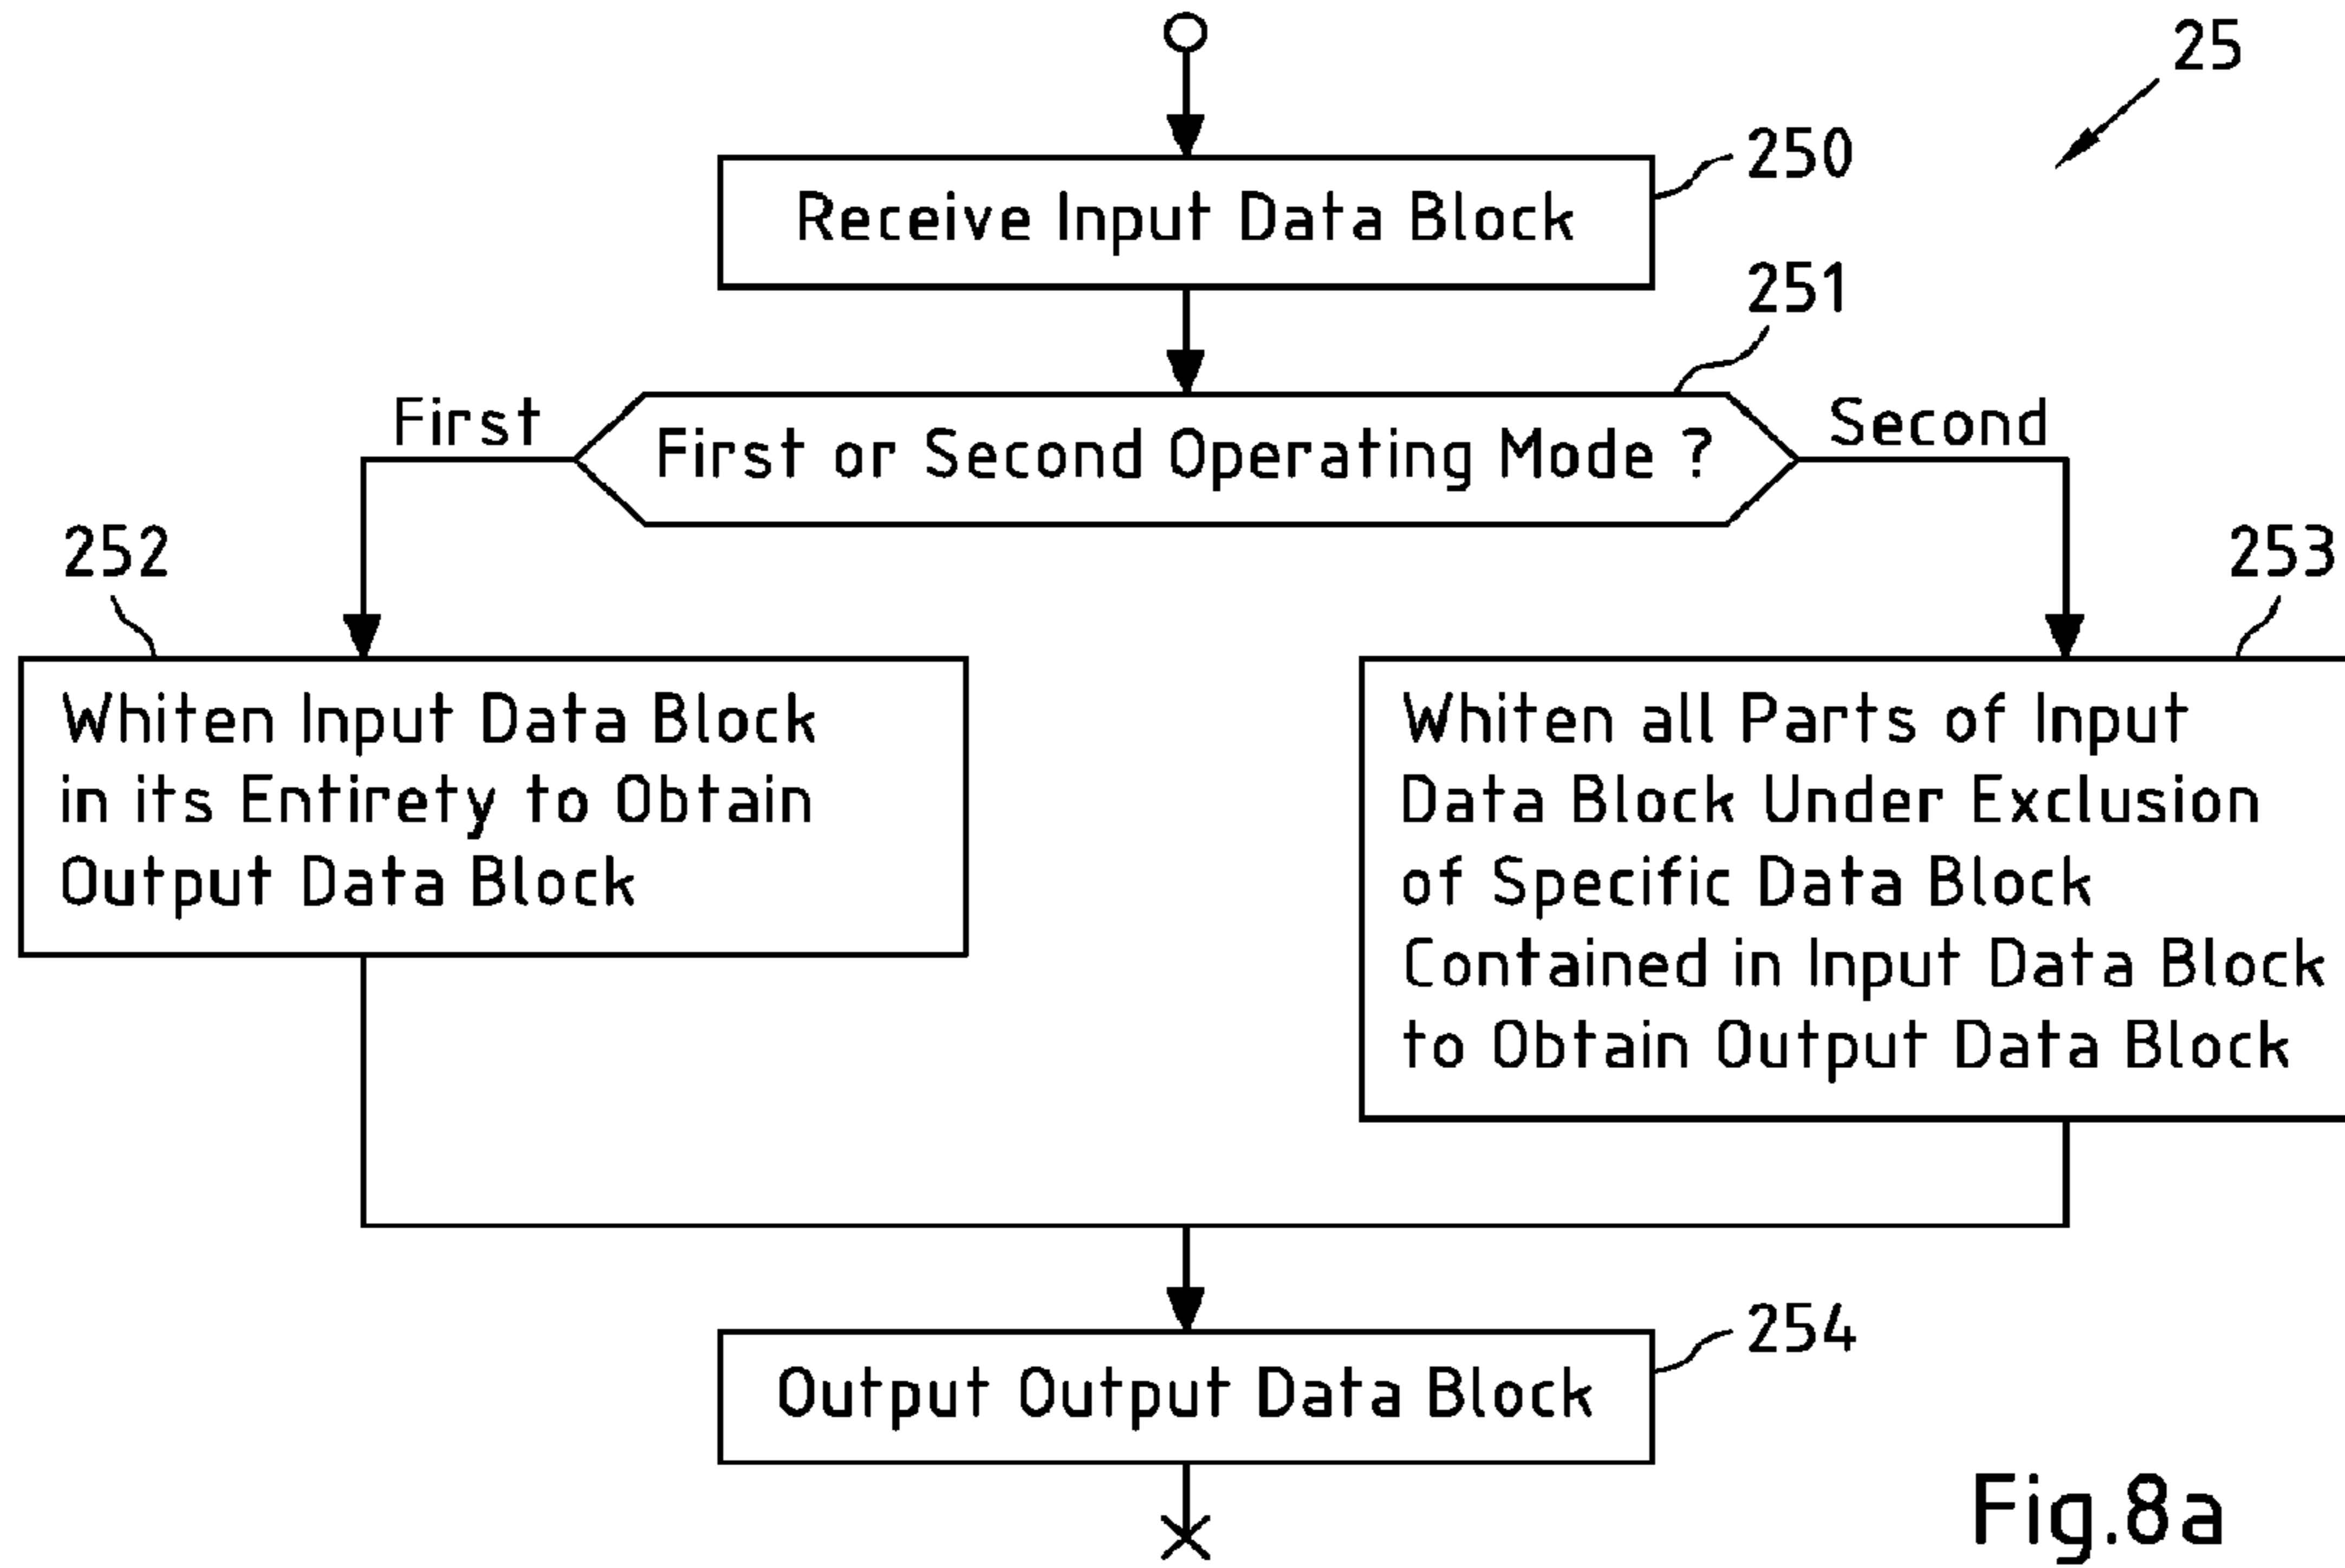 25
250
Receive Input Data Block
251
First
First or Second Operating Mode ?
Second
252
253
Whiten Input Data Block
in its Entirety to Obtain
Output Data Block
Whiten all Parts of Input
Data Block Under Exclusion
of Specific Data Block
Contained in Input Data Block
to Obtain Output Data Block
254
Output Output Data Block
Fig.8a